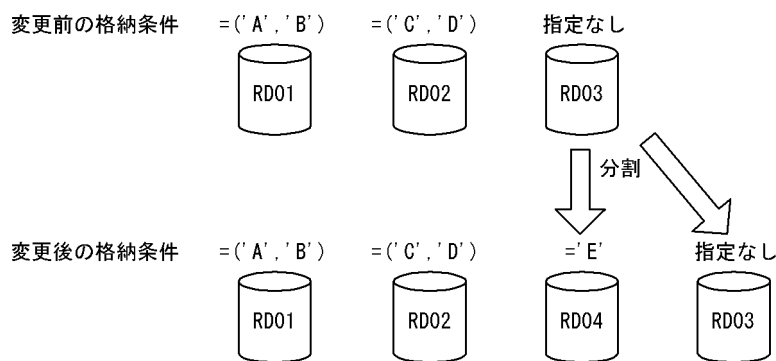 変更前の格納条件 =('A','B') =('C','D') 指定なし
RD01 RD02 RD03
分割
変更後の格納条件 =('A','B') =('C','D') ='E' 指定なし
RD01 RD02 RD04 RD03